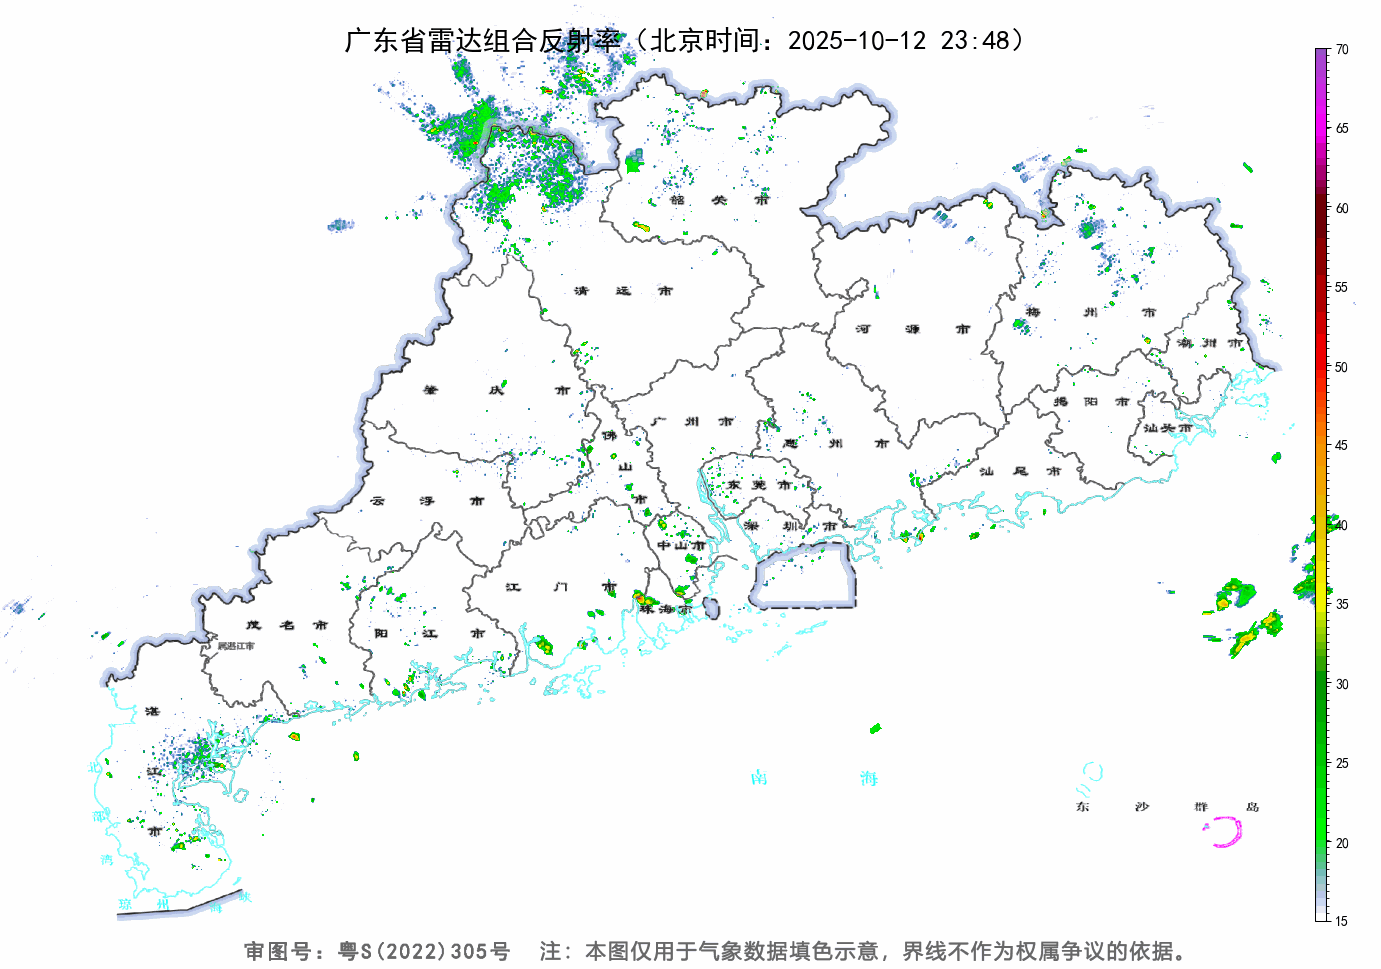 广东省雷达组合反射率（北京时间：2025-10-12 23:48）
70
65
60
55
50
45
40
35
30
25
20
15
韶关市
清远市
河源市
梅州市
潮州市
肇庆市
广州市
惠州市
揭阳市
汕头市
佛山市
云浮市
东莞市
汕尾市
深圳市
中山市
江门市
珠海市
茂名市
阳江市
属湛江市
湛江市
北部湾
琼州海峡
南海
东沙群岛
审图号：粤S(2022)305号 注：本图仅用于气象数据填色示意，界线不作为权属争议的依据。